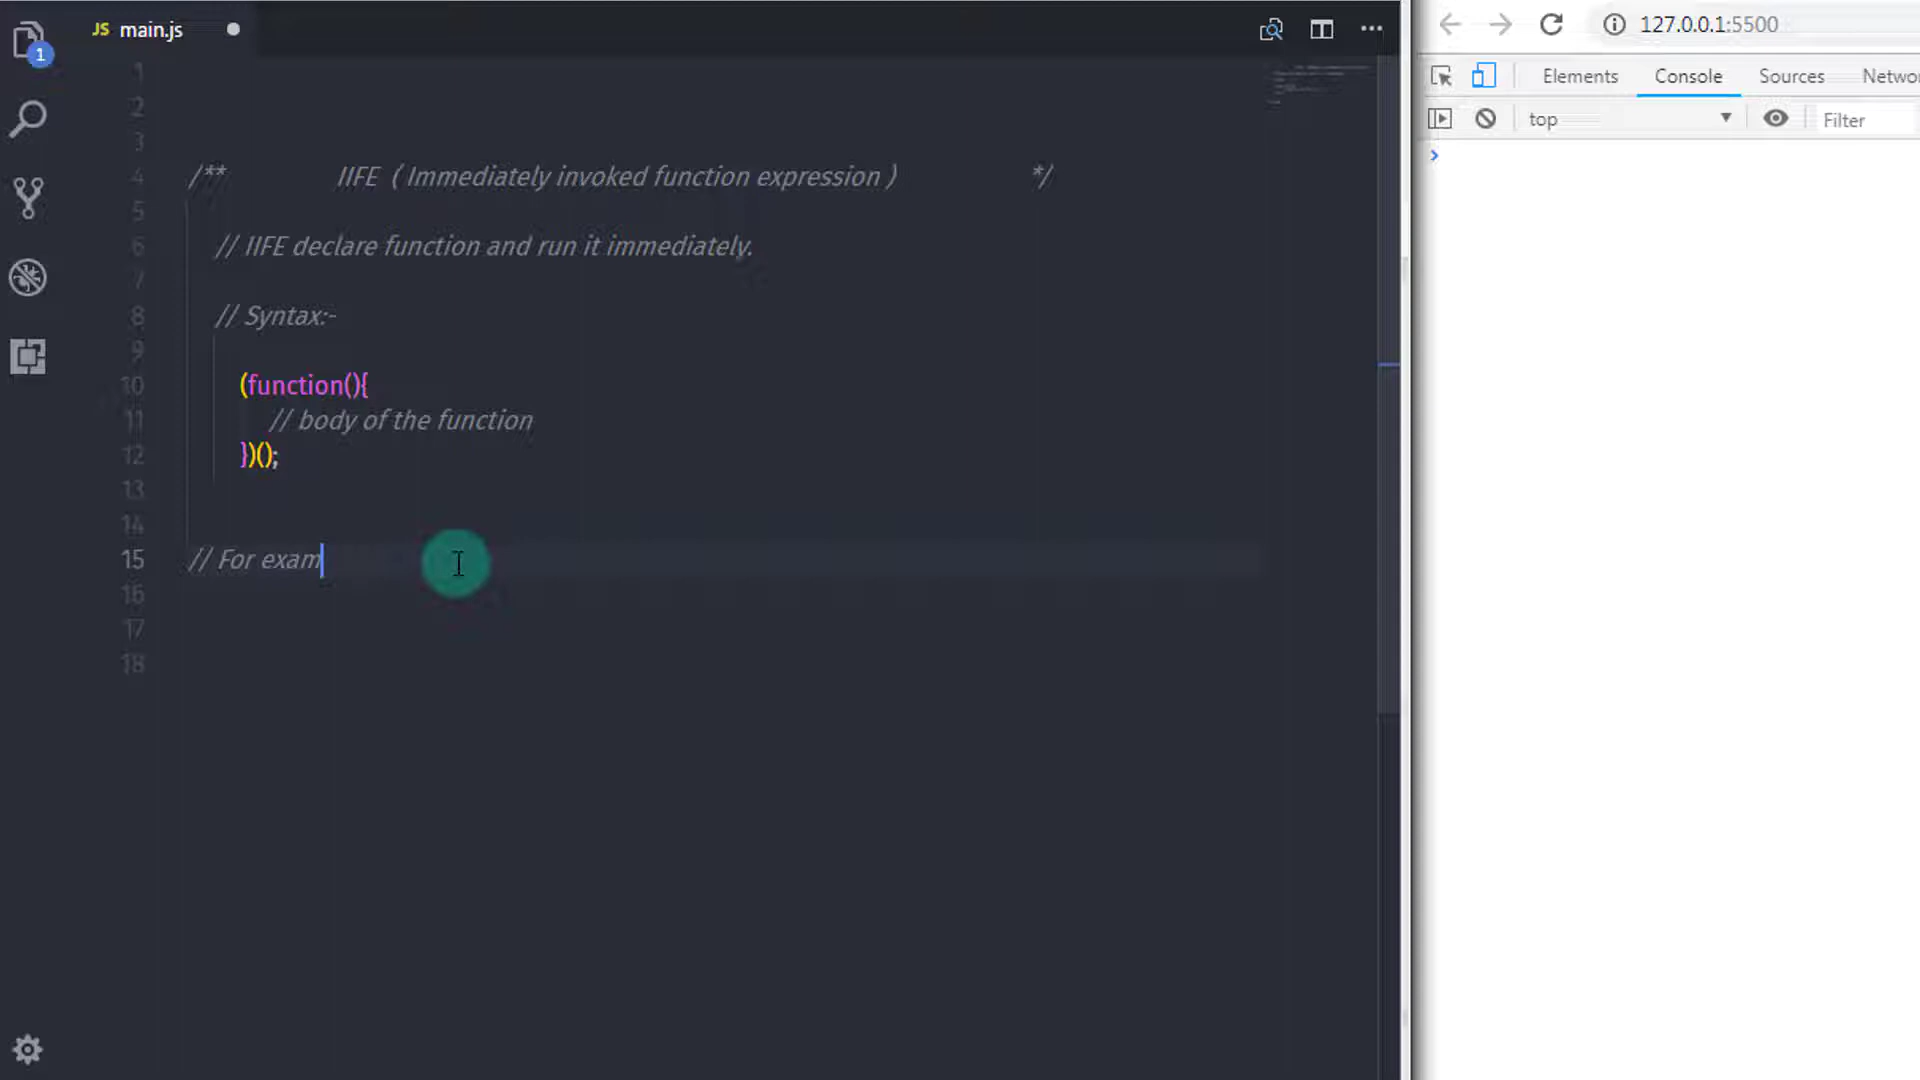 JS main.js
1
127.0.0.1:5500
Elements Console Sources Netwo
top Filter
1
2
3
4 /** IIFE ( Immediately invoked function expression ) */
5
6 // IIFE declare function and run it immediately.
7
8 // Syntax:-
9
10 (function(){
11 // body of the function
12 })();
13
14
15 // For exam
16
17
18